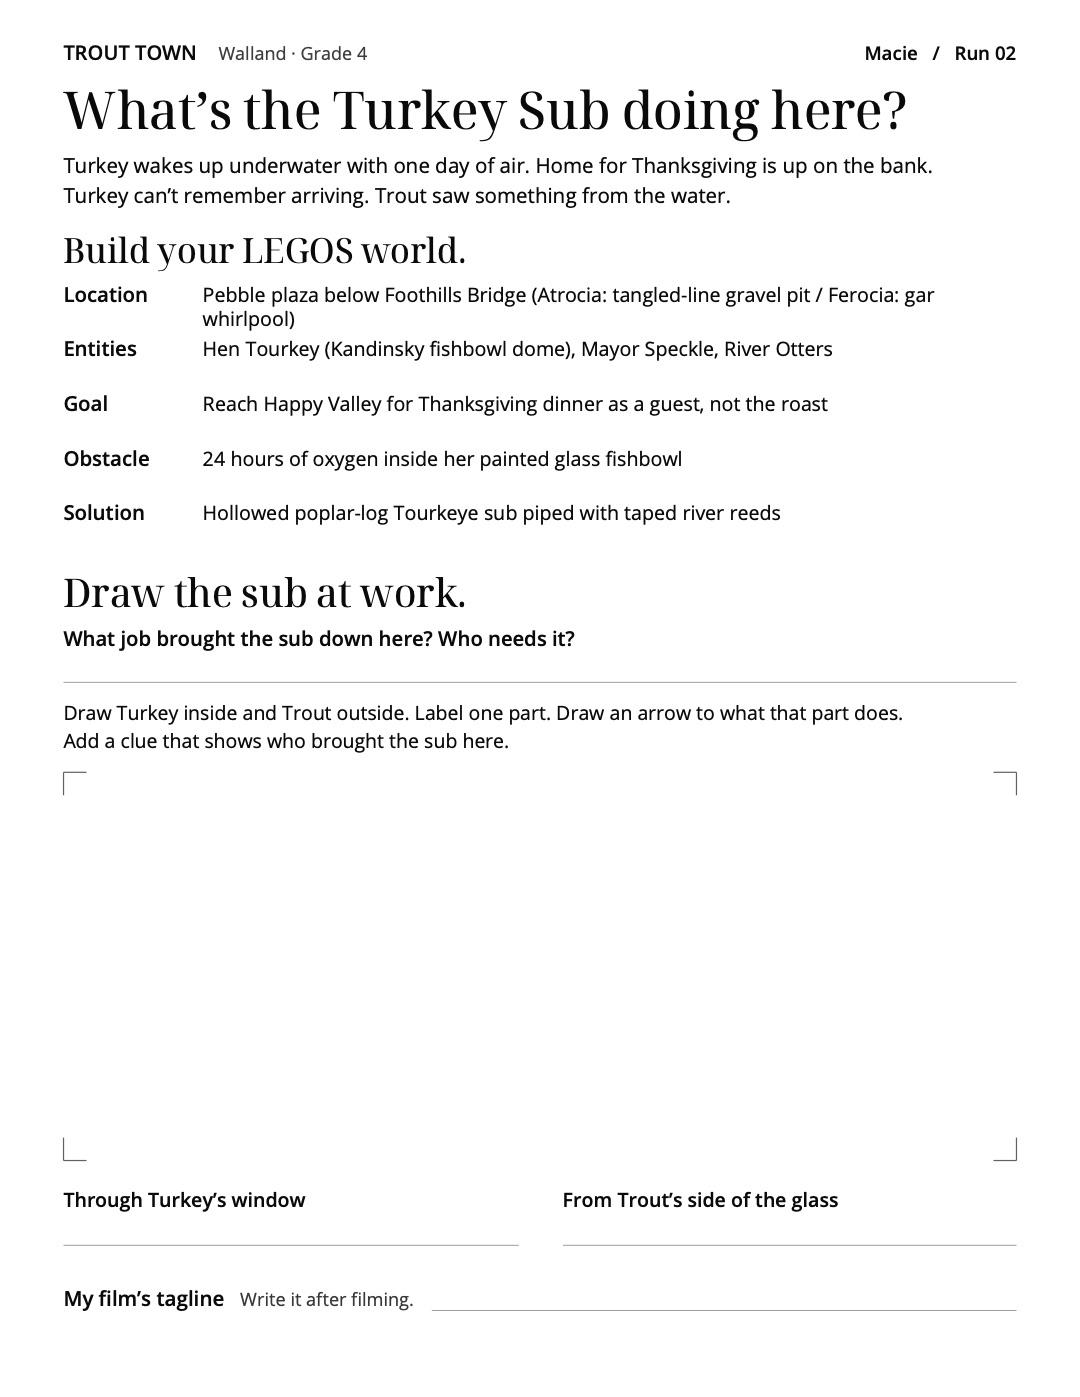 TROUT TOWN Walland · Grade 4 Macie / Run 02
What’s the Turkey Sub doing here?
Turkey wakes up underwater with one day of air. Home for Thanksgiving is up on the bank.
Turkey can’t remember arriving. Trout saw something from the water.
Build your LEGOS world.
Location Pebble plaza below Foothills Bridge (Atrocia: tangled-line gravel pit / Ferocia: gar
whirlpool)
Entities Hen Tourkey (Kandinsky fishbowl dome), Mayor Speckle, River Otters
Goal Reach Happy Valley for Thanksgiving dinner as a guest, not the roast
Obstacle 24 hours of oxygen inside her painted glass fishbowl
Solution Hollowed poplar-log Tourkeye sub piped with taped river reeds
Draw the sub at work.
What job brought the sub down here? Who needs it?
Draw Turkey inside and Trout outside. Label one part. Draw an arrow to what that part does.
Add a clue that shows who brought the sub here.
Through Turkey’s window From Trout’s side of the glass
My film’s tagline Write it after filming.